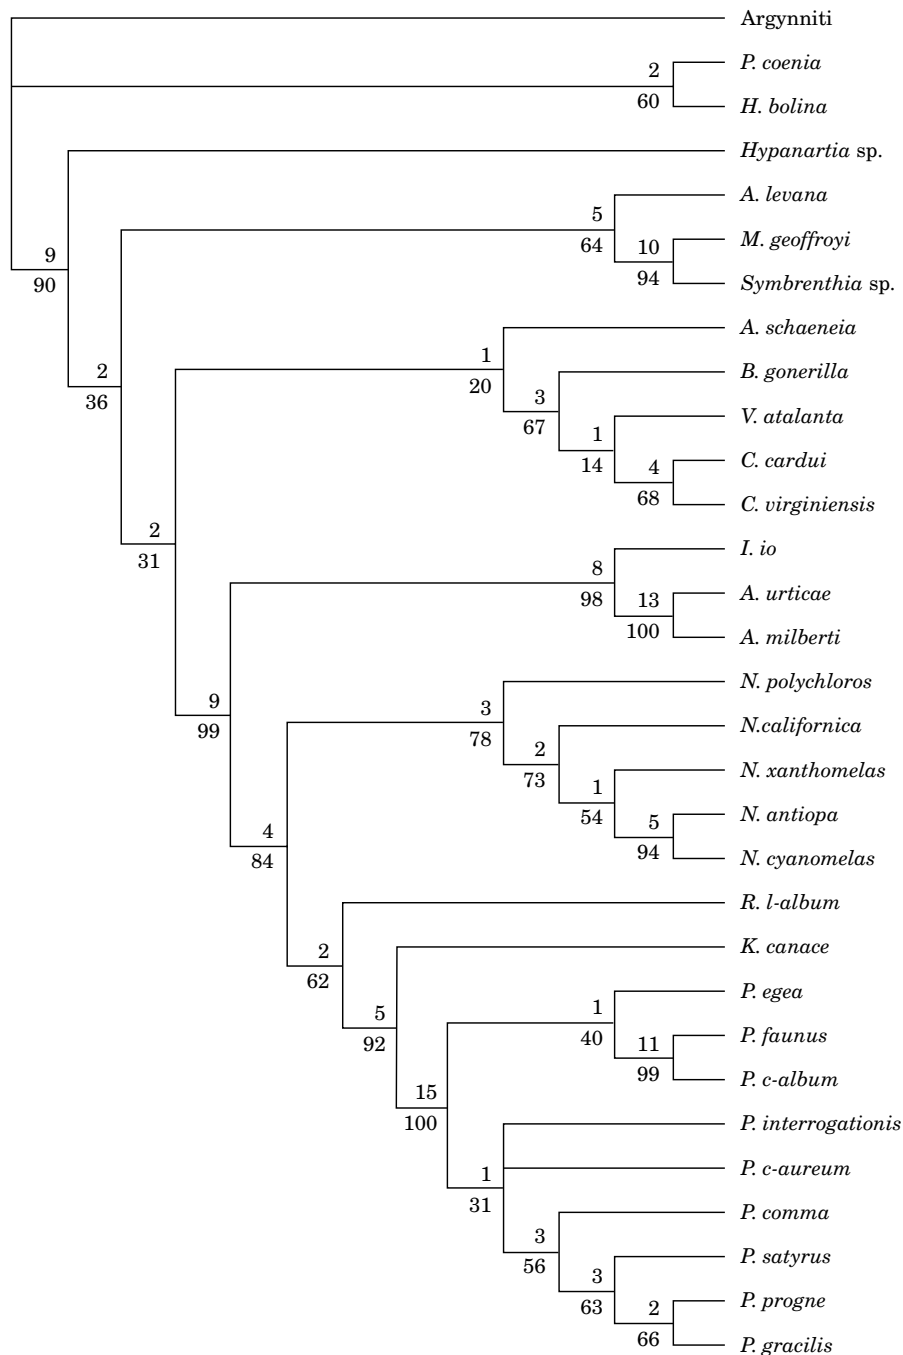 Argynniti
2
P. coenia
60
H. bolina
Hypanartia sp.
A. levana
5
64
10
M. geoffroyi
94
Symbrenthia sp.
9
90
A. schaeneia
1
20
B. gonerilla
2
36
3
67
V. atalanta
1
14
4
C. cardui
68
C. virginiensis
2
31
I. io
8
98
13
A. urticae
100
A. milberti
N. polychloros
9
99
3
78
N.californica
2
73
N. xanthomelas
1
54
5
N. antiopa
94
N. cyanomelas
4
84
R. l-album
2
62
K. canace
5
92
P. egea
1
40
11
P. faunus
99
P. c-album
15
100
P. interrogationis
P. c-aureum
1
31
P. comma
3
56
P. satyrus
3
63
2
P. progne
66
P. gracilis